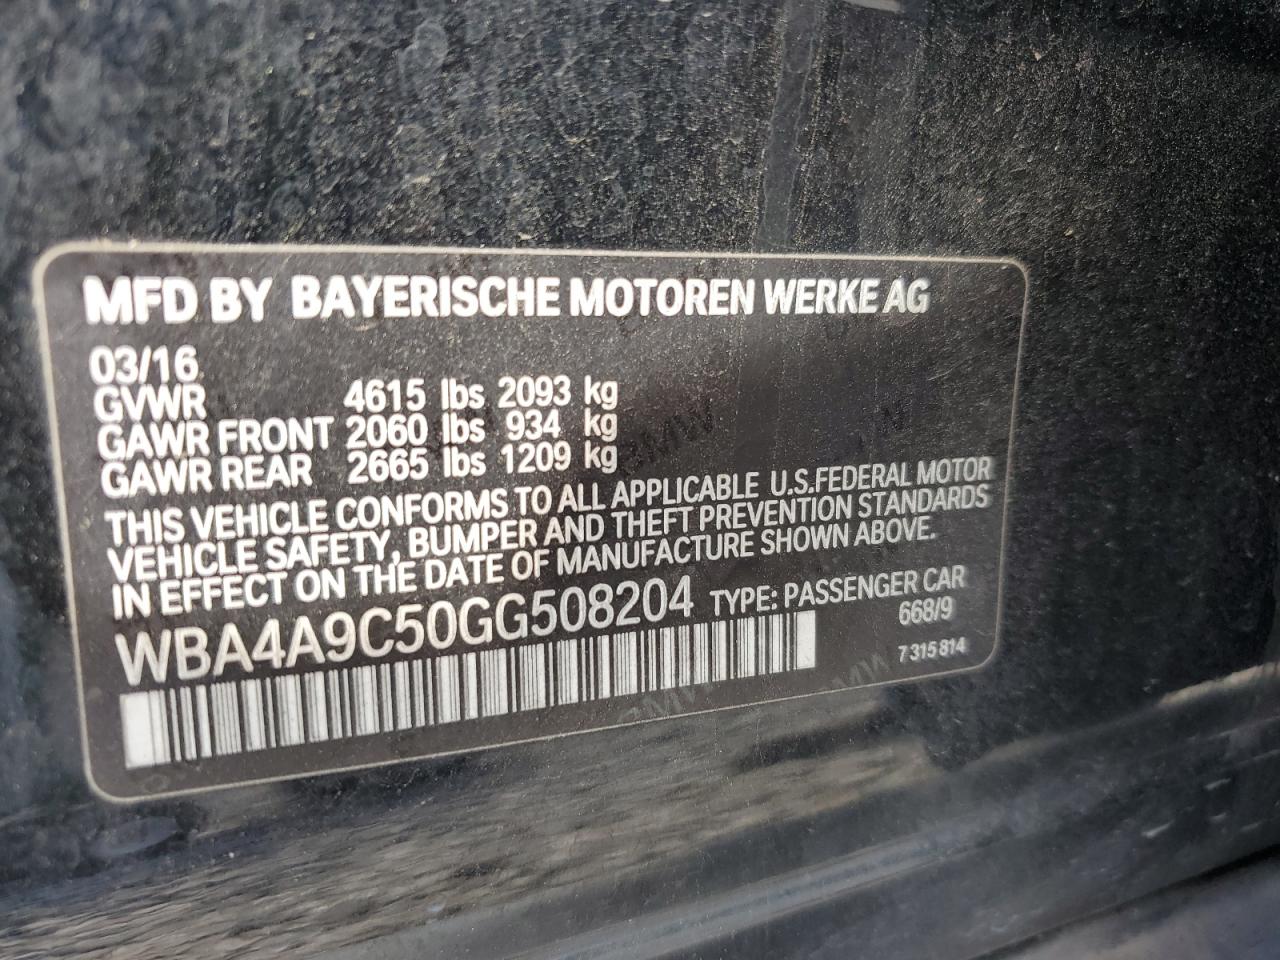 MFD BY BAYERISCHE MOTOREN WERKE AG
03/16
GVWR 4615 lbs 2093 kg
GAWR FRONT 2060 lbs 934 kg
GAWR REAR 2665 lbs 1209 kg
THIS VEHICLE CONFORMS TO ALL APPLICABLE U.S.FEDERAL MOTOR
VEHICLE SAFETY, BUMPER AND THEFT PREVENTION STANDARDS
IN EFFECT ON THE DATE OF MANUFACTURE SHOWN ABOVE.
WBA4A9C50GG508204 TYPE: PASSENGER CAR
668/9
7 315 814